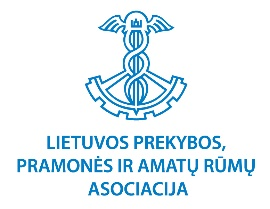 LIETUVOS PREKYBOS,
PRAMONĖS IR AMATŲ RŪMŲ
ASOCIACIJA